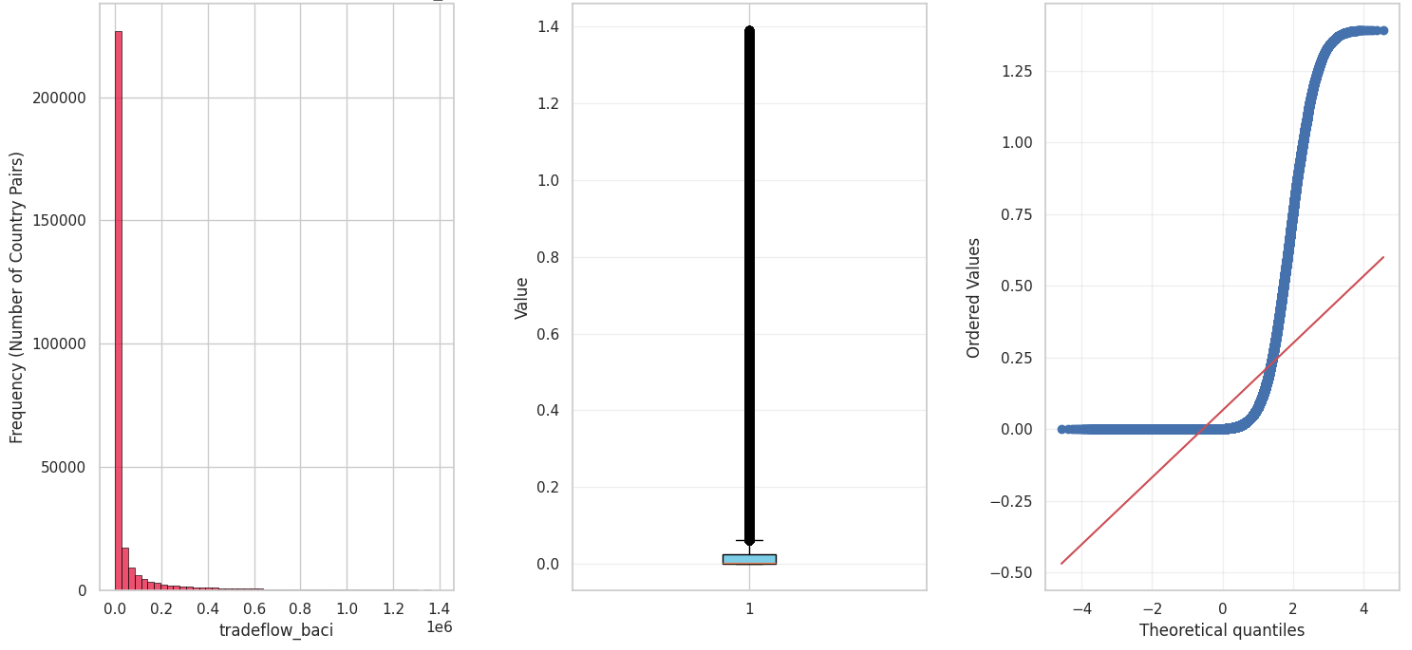 Frequency (Number of Country Pairs)
200000
150000
100000
50000
0
0.0 0.2 0.4 0.6 0.8 1.0 1.2 1.4
1e6
tradeflow_baci
Value
1.4
1.2
1.0
0.8
0.6
0.4
0.2
0.0
1
Ordered Values
1.25
1.00
0.75
0.50
0.25
0.00
−0.25
−0.50
−4 −2 0 2 4
Theoretical quantiles